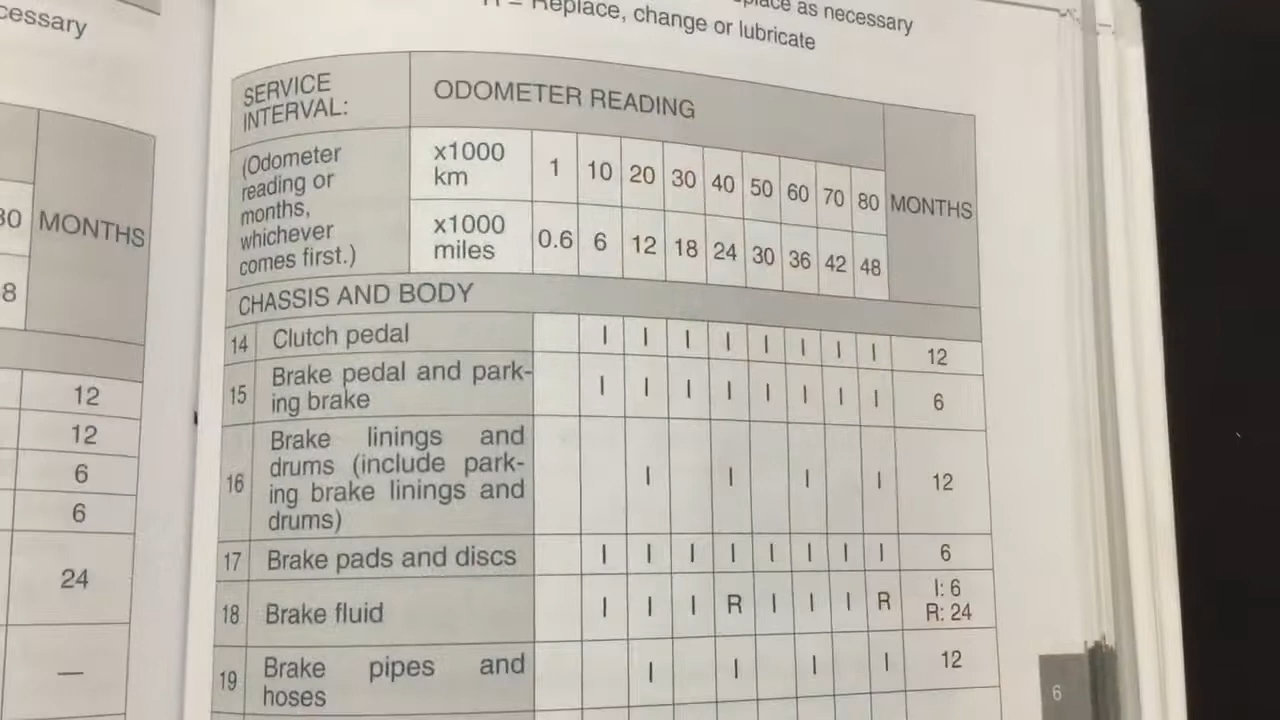 cessary
place as necessary
R = Replace, change or lubricate
MONTHS
12
12
6
6
24
—
SERVICE
INTERVAL:
ODOMETER READING
(Odometer
reading or
months,
whichever
comes first.)
x1000
km
1 10 20 30 40 50 60 70 80
MONTHS
x1000
miles
0.6 6 12 18 24 30 36 42 48
CHASSIS AND BODY
14 Clutch pedal I I I I I I I I 12
15 Brake pedal and park-
ing brake I I I I I I I I 6
16 Brake linings and
drums (include park-
ing brake linings and
drums) I I I I 12
17 Brake pads and discs I I I I I I I I 6
18 Brake fluid I I I R I I I R I: 6
R: 24
19 Brake pipes and
hoses I I I I 12
6